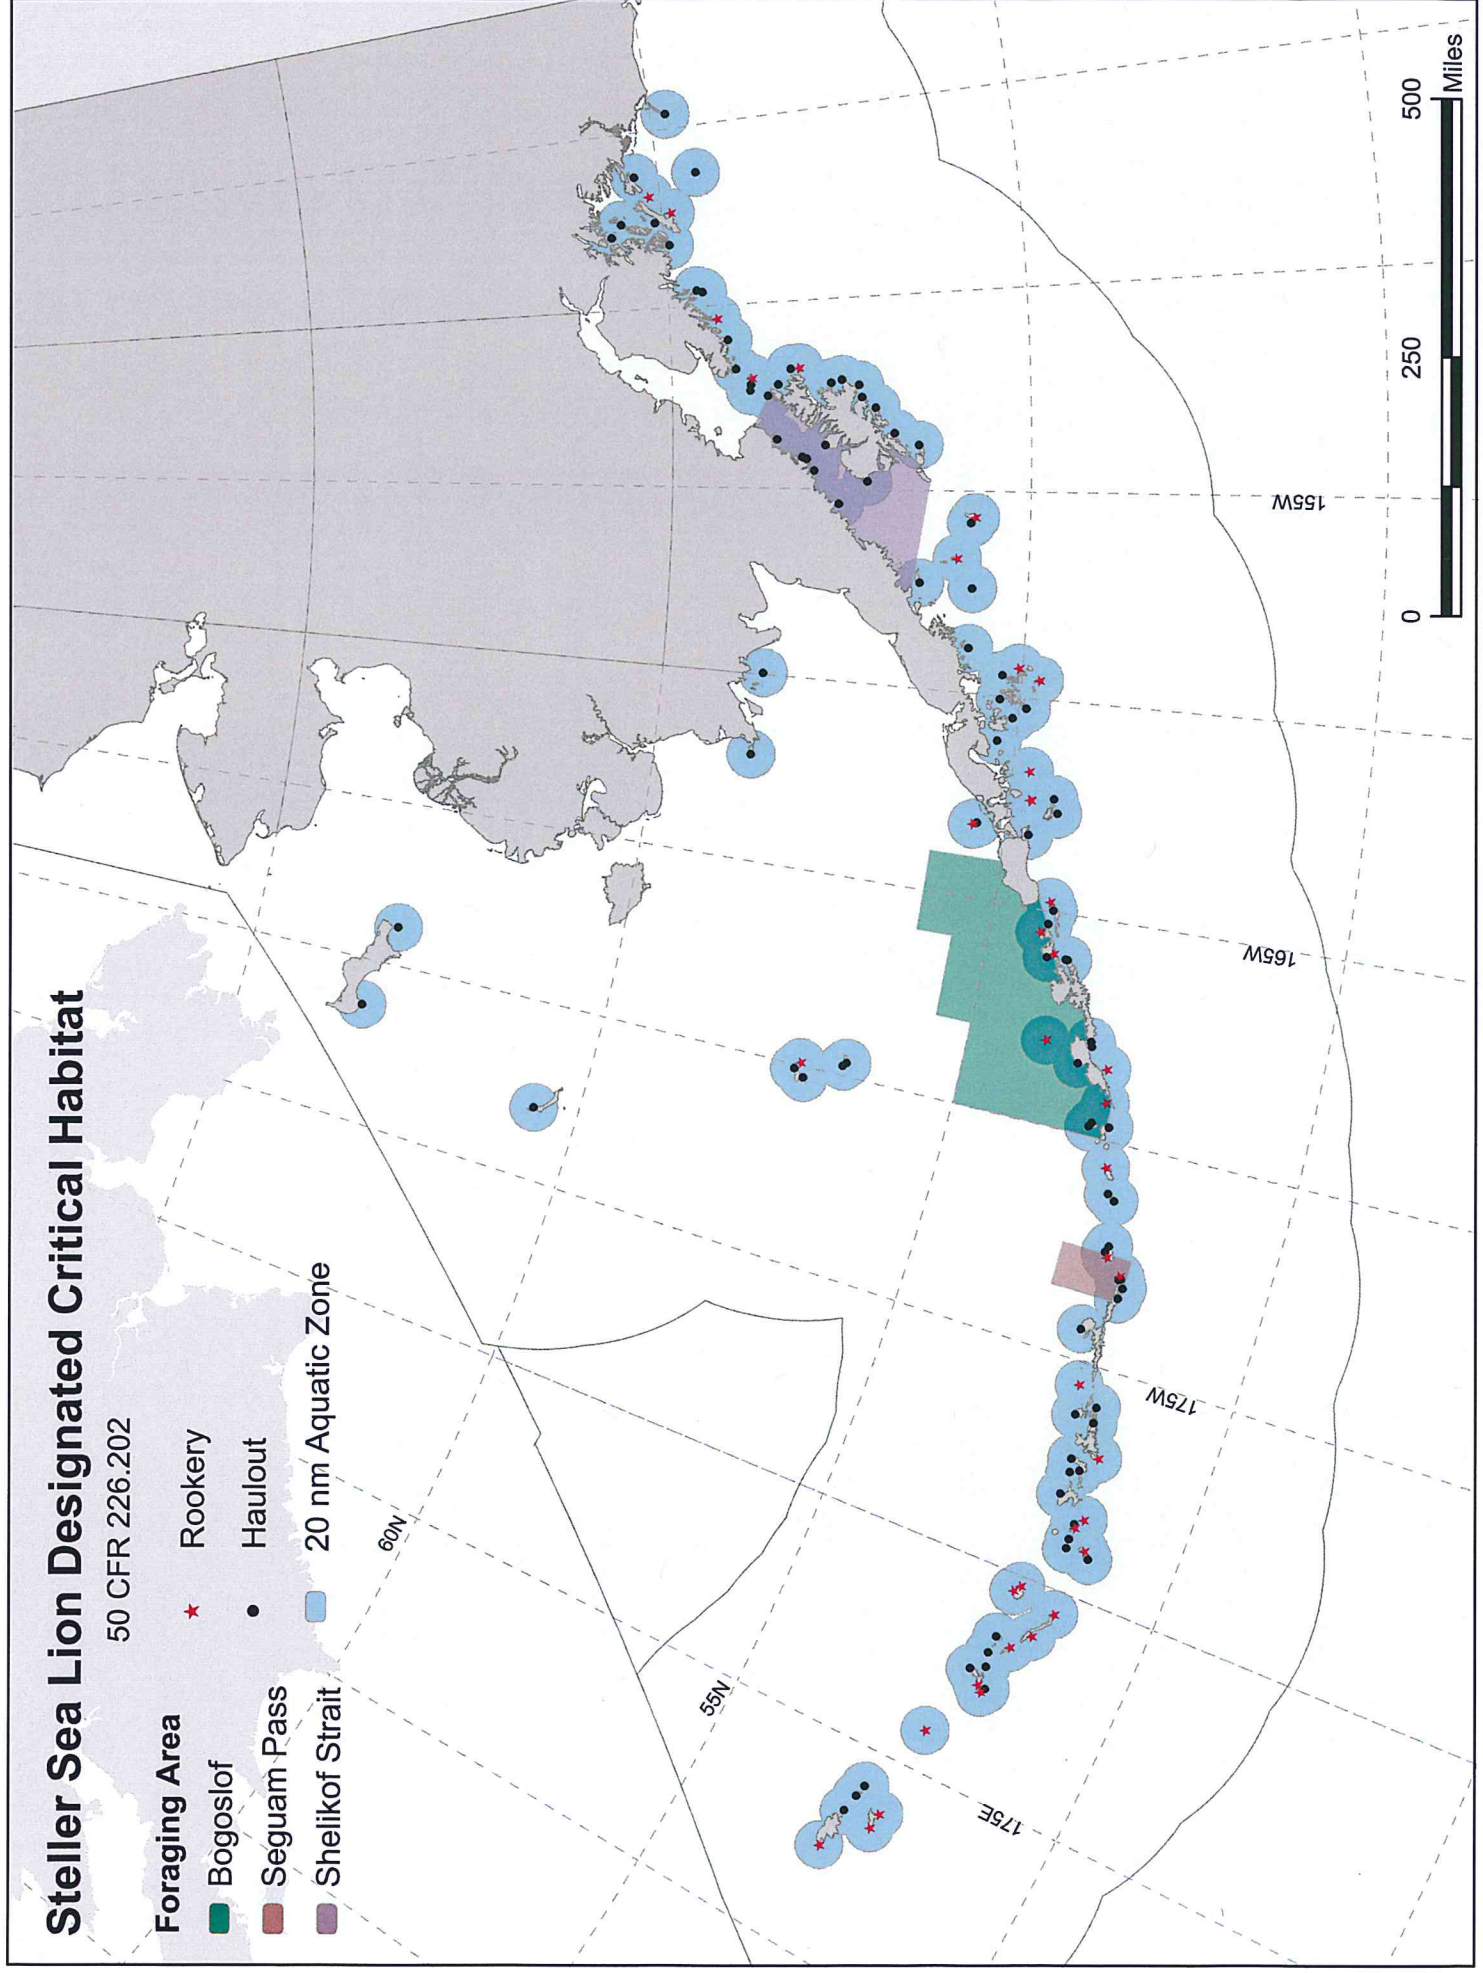 Steller Sea Lion Designated Critical Habitat
50 CFR 226.202
Foraging Area
Bogoslof
Seguam Pass
Shelikof Strait
Rookery
Haulout
20 nm Aquatic Zone
60N
55N
175E
175W
165W
155W
0 250 500
Miles